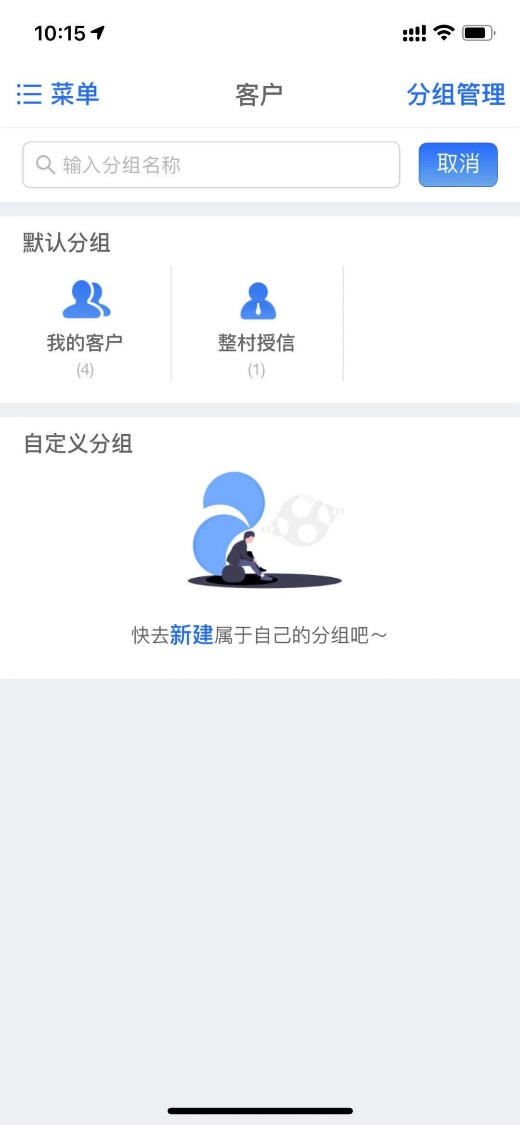 10:15
菜单
客户
分组管理
输入分组名称
取消
默认分组
我的客户
整村授信
(4)
(1)
自定义分组
快去新建属于自己的分组吧～